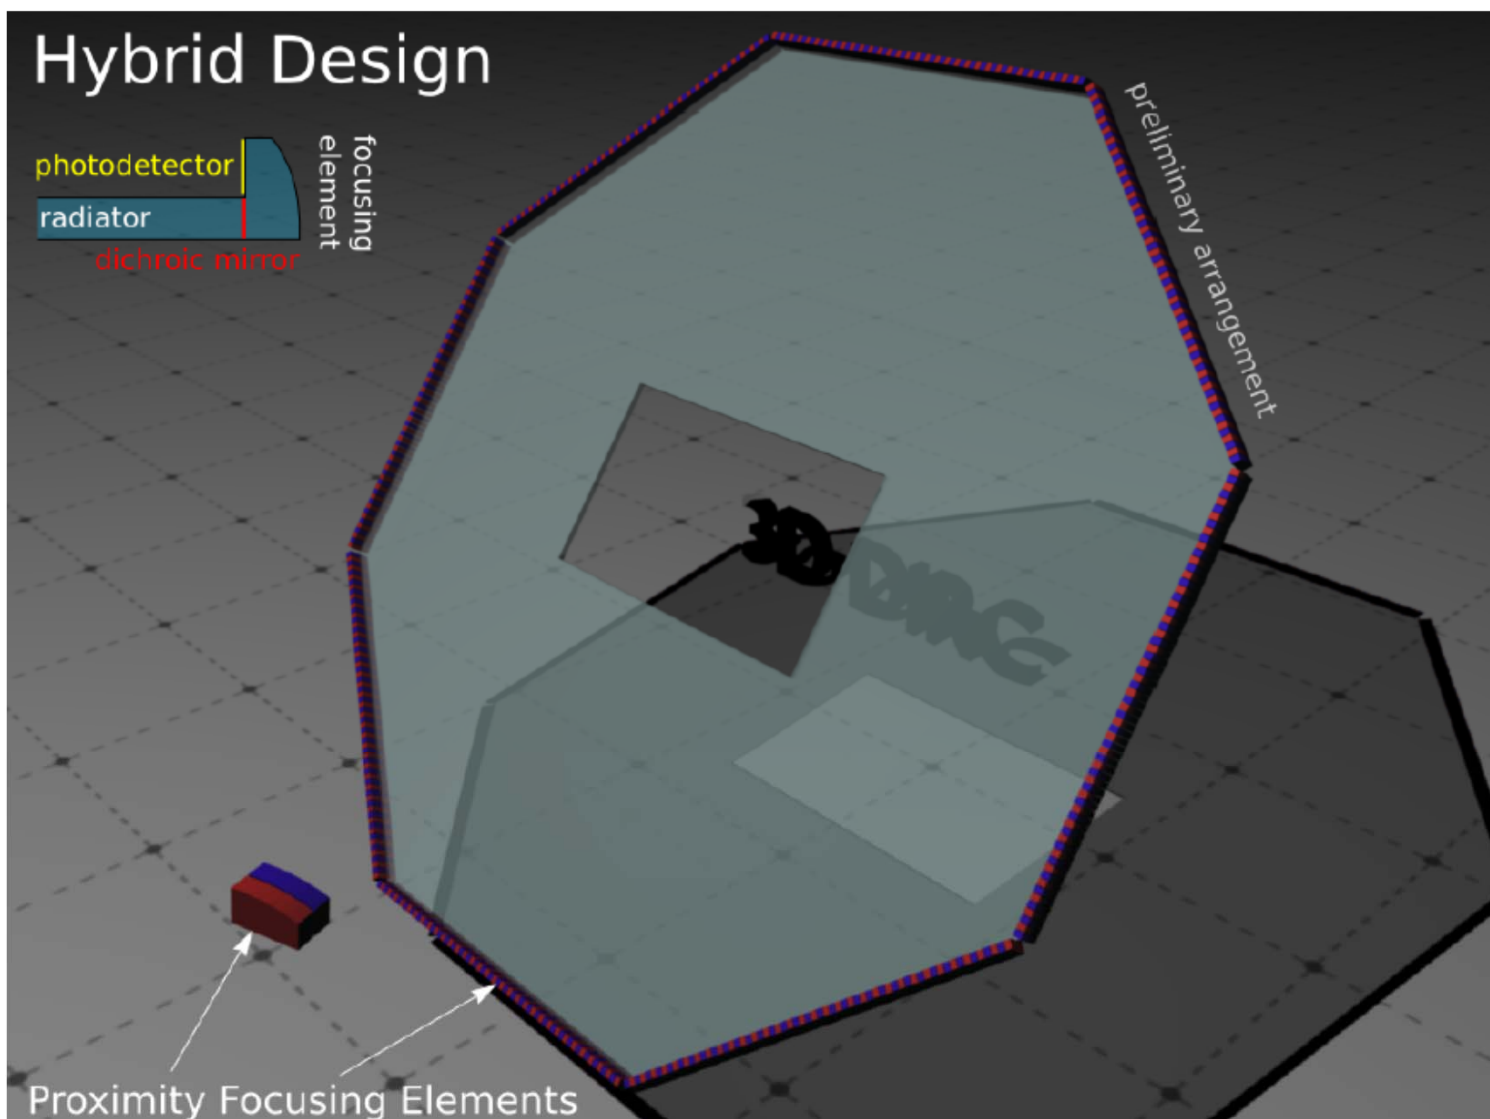 Hybrid Design
photodetector
radiator
dichroic mirror
focusing
element
preliminary arrangement
3D DIRC
Proximity Focusing Elements